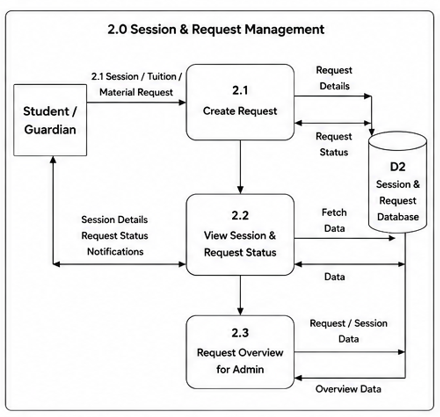 2.0 Session & Request Management
2.1 Session / Tuition /
Material Request
Student /
Guardian
2.1
Create Request
Request
Details
Request
Status
D2
Session &
Request
Database
Session Details
Request Status
Notifications
2.2
View Session &
Request Status
Fetch
Data
Data
2.3
Request Overview
for Admin
Request / Session
Data
Overview Data